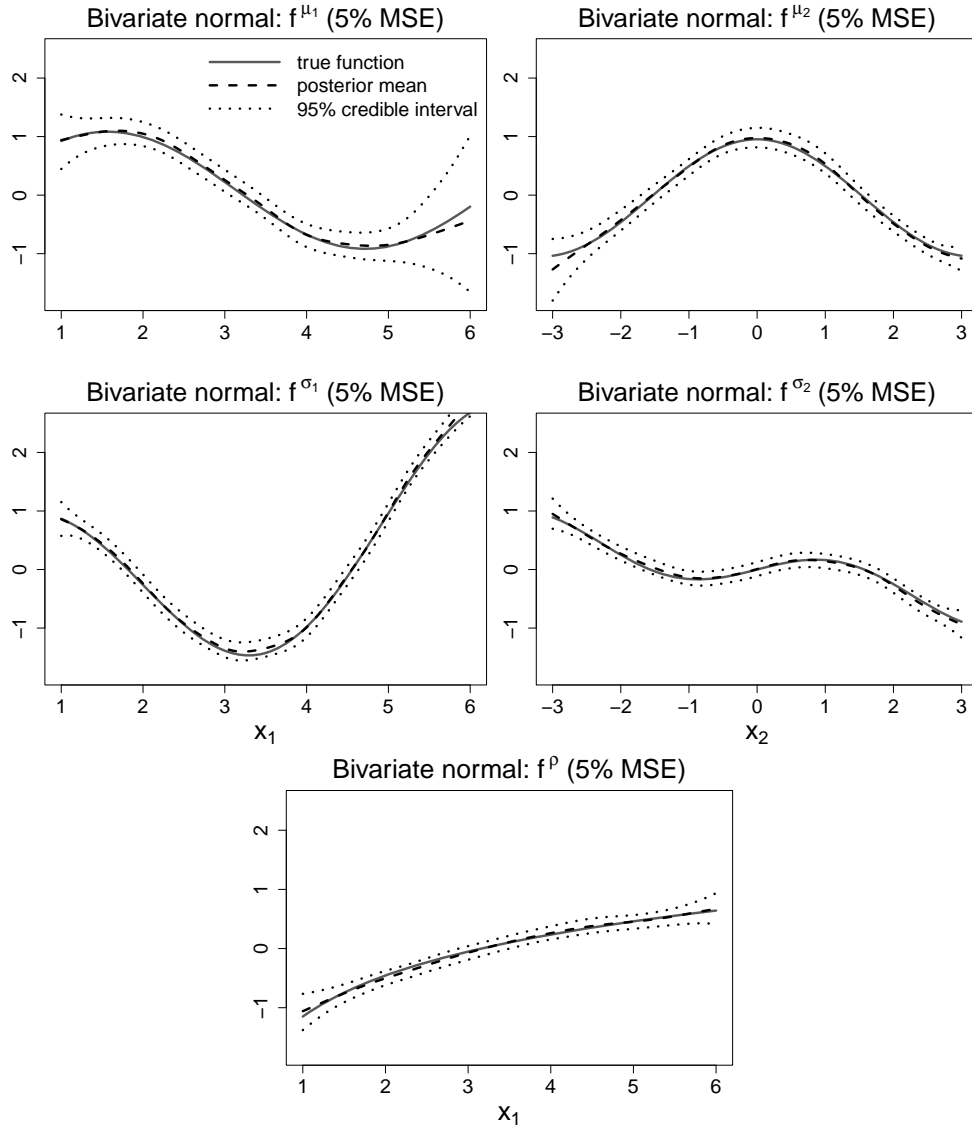 Bivariate normal: f^μ₁ (5% MSE)
2
1
0
−1
1 2 3 4 5 6
true function
posterior mean
95% credible interval
Bivariate normal: f^μ₂ (5% MSE)
2
1
0
−1
−3 −2 −1 0 1 2 3
Bivariate normal: f^σ₁ (5% MSE)
2
1
0
−1
1 2 3 4 5 6
x₁
Bivariate normal: f^σ₂ (5% MSE)
2
1
0
−1
−3 −2 −1 0 1 2 3
x₂
Bivariate normal: f^ρ (5% MSE)
2
1
0
−1
1 2 3 4 5 6
x₁